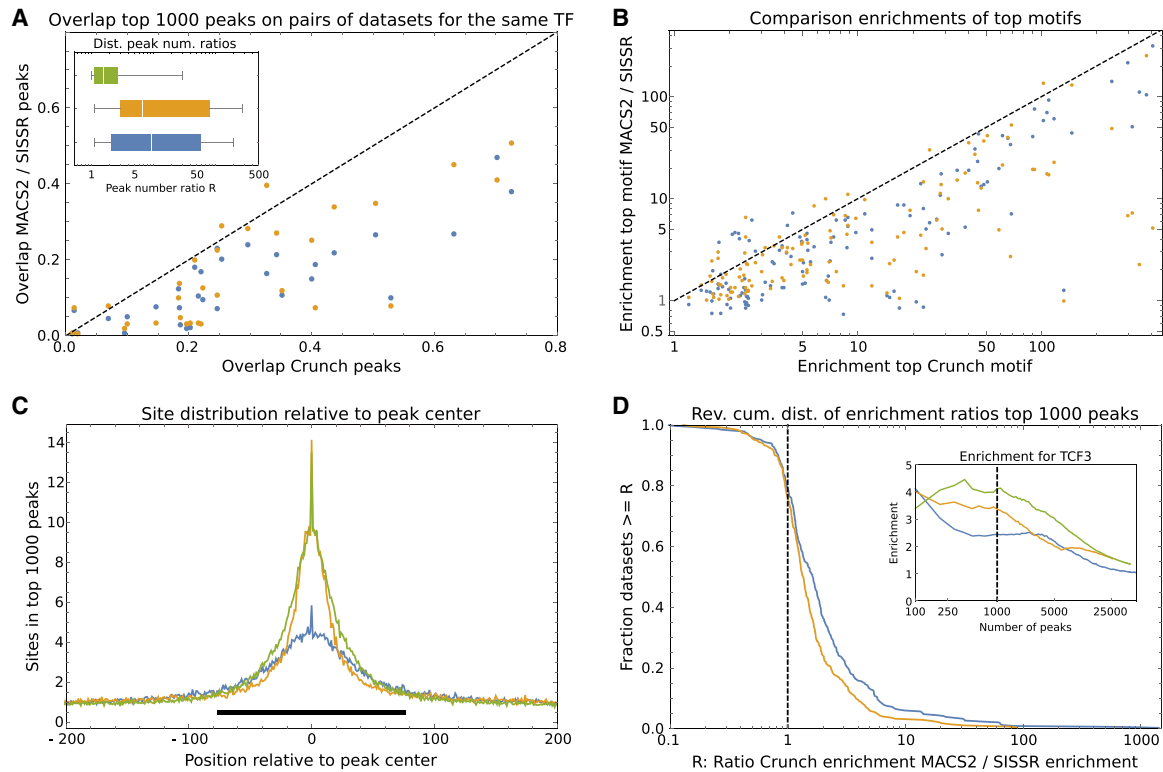 A
Overlap top 1000 peaks on pairs of datasets for the same TF
Overlap MACS2 / SISSR peaks
0.6
0.4
0.2
0.0
0.0 0.2 0.4 0.6 0.8
Overlap Crunch peaks
Dist. peak num. ratios
1 5 50 500
Peak number ratio R
B
Comparison enrichments of top motifs
Enrichment top motif MACS2 / SISSR
100
50
10
5
1
0.5
1 5 10 50 100
Enrichment top Crunch motif
C
Site distribution relative to peak center
Sites in top 1000 peaks
14
12
10
8
6
4
2
0
- 200 - 100 0 100 200
Position relative to peak center
D
Rev. cum. dist. of enrichment ratios top 1000 peaks
Fraction datasets >= R
1.0
0.8
0.6
0.4
0.2
0.0
0.1 1 10 100 1000
R: Ratio Crunch enrichment MACS2 / SISSR enrichment
Enrichment for TCF3
Enrichment
5
4
3
2
1
0
100 250 1000 5000 25000
Number of peaks